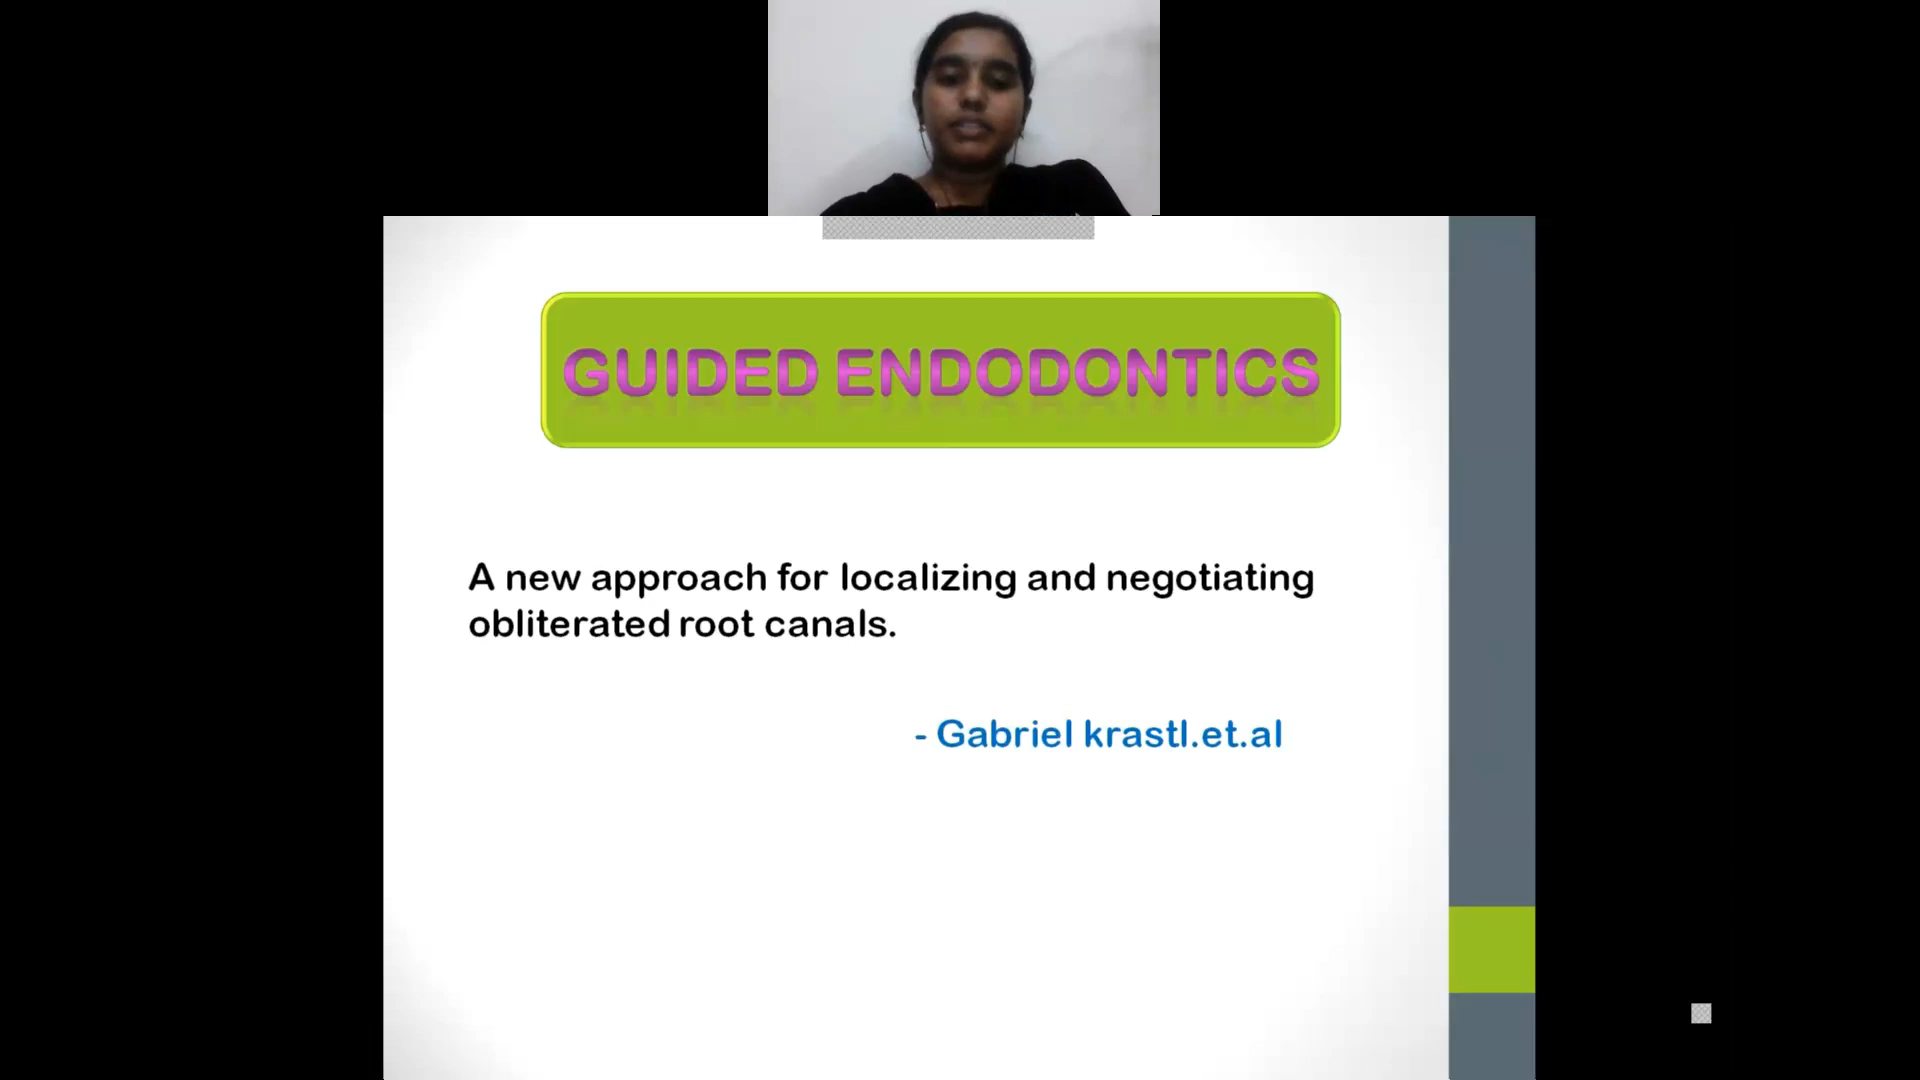 GUIDED ENDODONTICS
A new approach for localizing and negotiating
obliterated root canals.
- Gabriel krastl.et.al